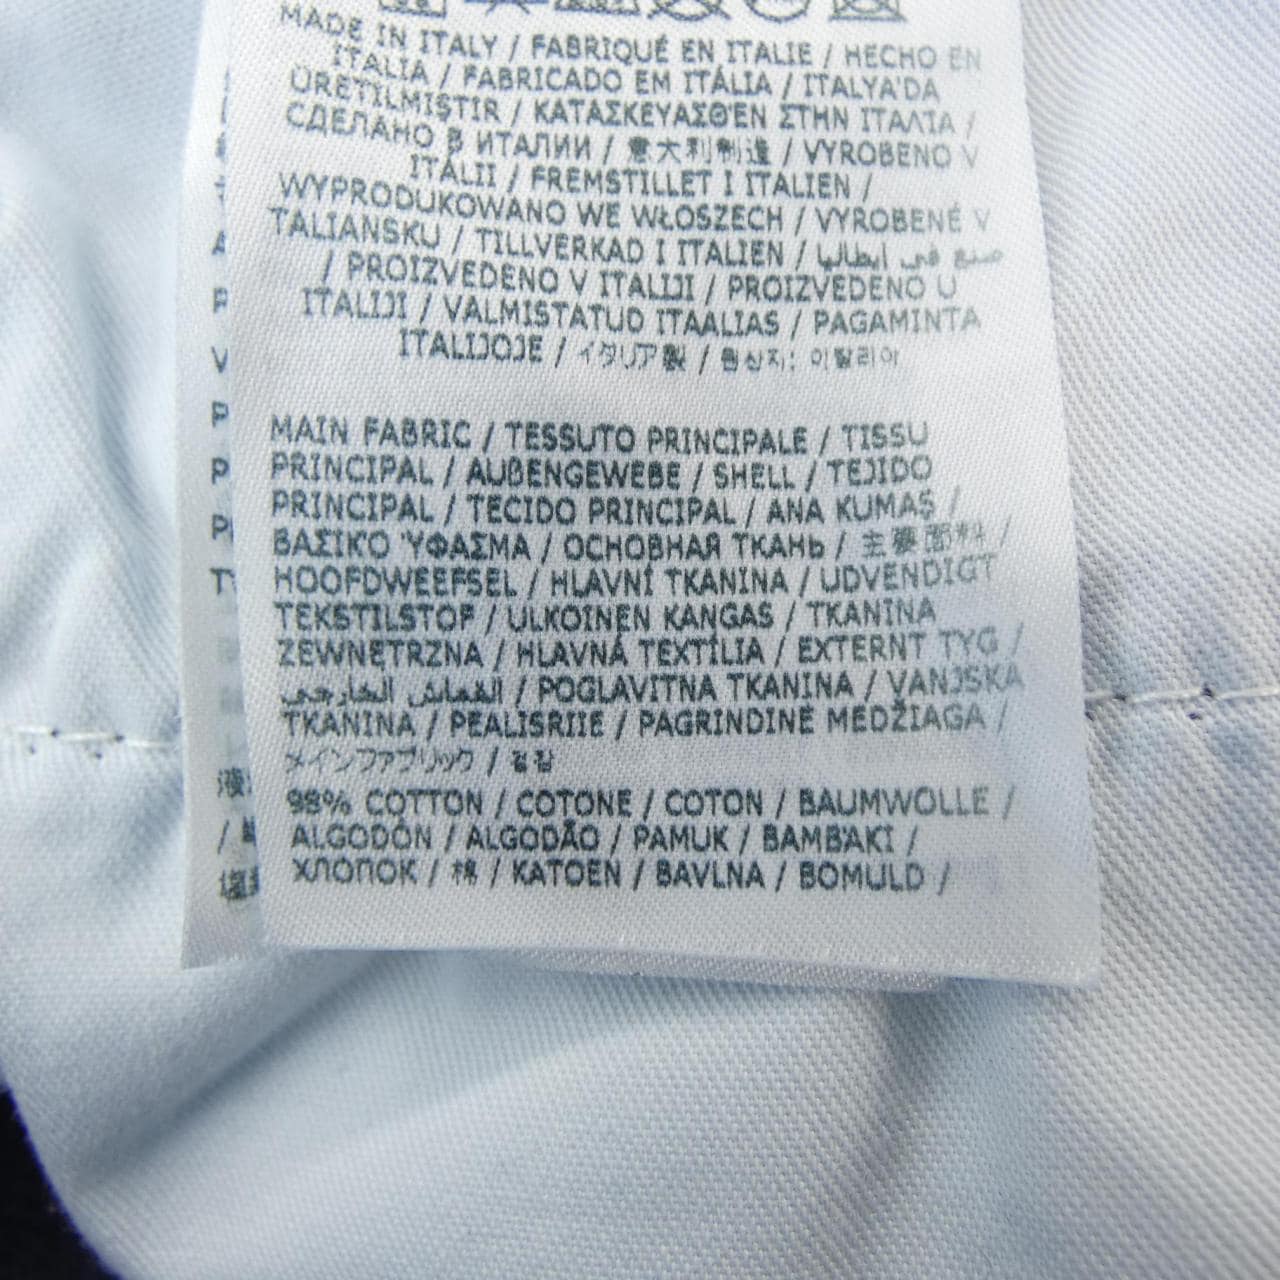 MADE IN ITALY / FABRIQUÉ EN ITALIE / HECHO EN
ITALIA / FABRICADO EM ITÁLIA / ITALYA'DA
ÜRETILMIŞTIR / ΚΑΤΑΣΚΕΥΑΣΘ'ΕΝ ΣΤΗΝ ΙΤΑΛΊΑ /
СДЕЛАНО В ИТАЛИИ / 意大利制造 / VYROBENO V
ITÁLII / FREMSTILLET I ITALIEN /
WYPRODUKOWANO WE WŁOSZECH / VYROBENÉ V
TALIANSKU / TILLVERKAD I ITALIEN / صنع في ايطاليا
/ PROIZVEDENO V ITALIJI / PROIZVEDENO U
ITALIJI / VALMISTATUD ITAALIAS / PAGAMINTA
ITALIJOJE / イタリア製 / 원산지: 이탈리아
MAIN FABRIC / TESSUTO PRINCIPALE / TISSU
PRINCIPAL / AUßENGEWEBE / SHELL / TEJIDO
PRINCIPAL / TECIDO PRINCIPAL / ANA KUMAŞ /
ΒΑΣΙΚΌ 'ΥΦΑΣΜΑ / ОСНОВНАЯ ТКАНЬ / 主要面料 /
HOOFDWEEFSEL / HLAVNÍ TKANINA / UDVENDIGT
TEKSTILSTOF / ULKOINEN KANGAS / TKANINA
ZEWNĘTRZNA / HLAVNÁ TEXTÍLIA / EXTERNT TYG /
القماش الخارجي / POGLAVITNA TKANINA / VANJSKA
TKANINA / PEALISRIIE / PAGRINDINĖ MEDŽIAGA /
メインファブリック / 겉감
98% COTTON / COTONE / COTON / BAUMWOLLE /
ALGODÓN / ALGODÃO / PAMUK / BAMB'AKI /
ХЛОПОК / 棉 / KATOEN / BAVLNA / BOMULD /